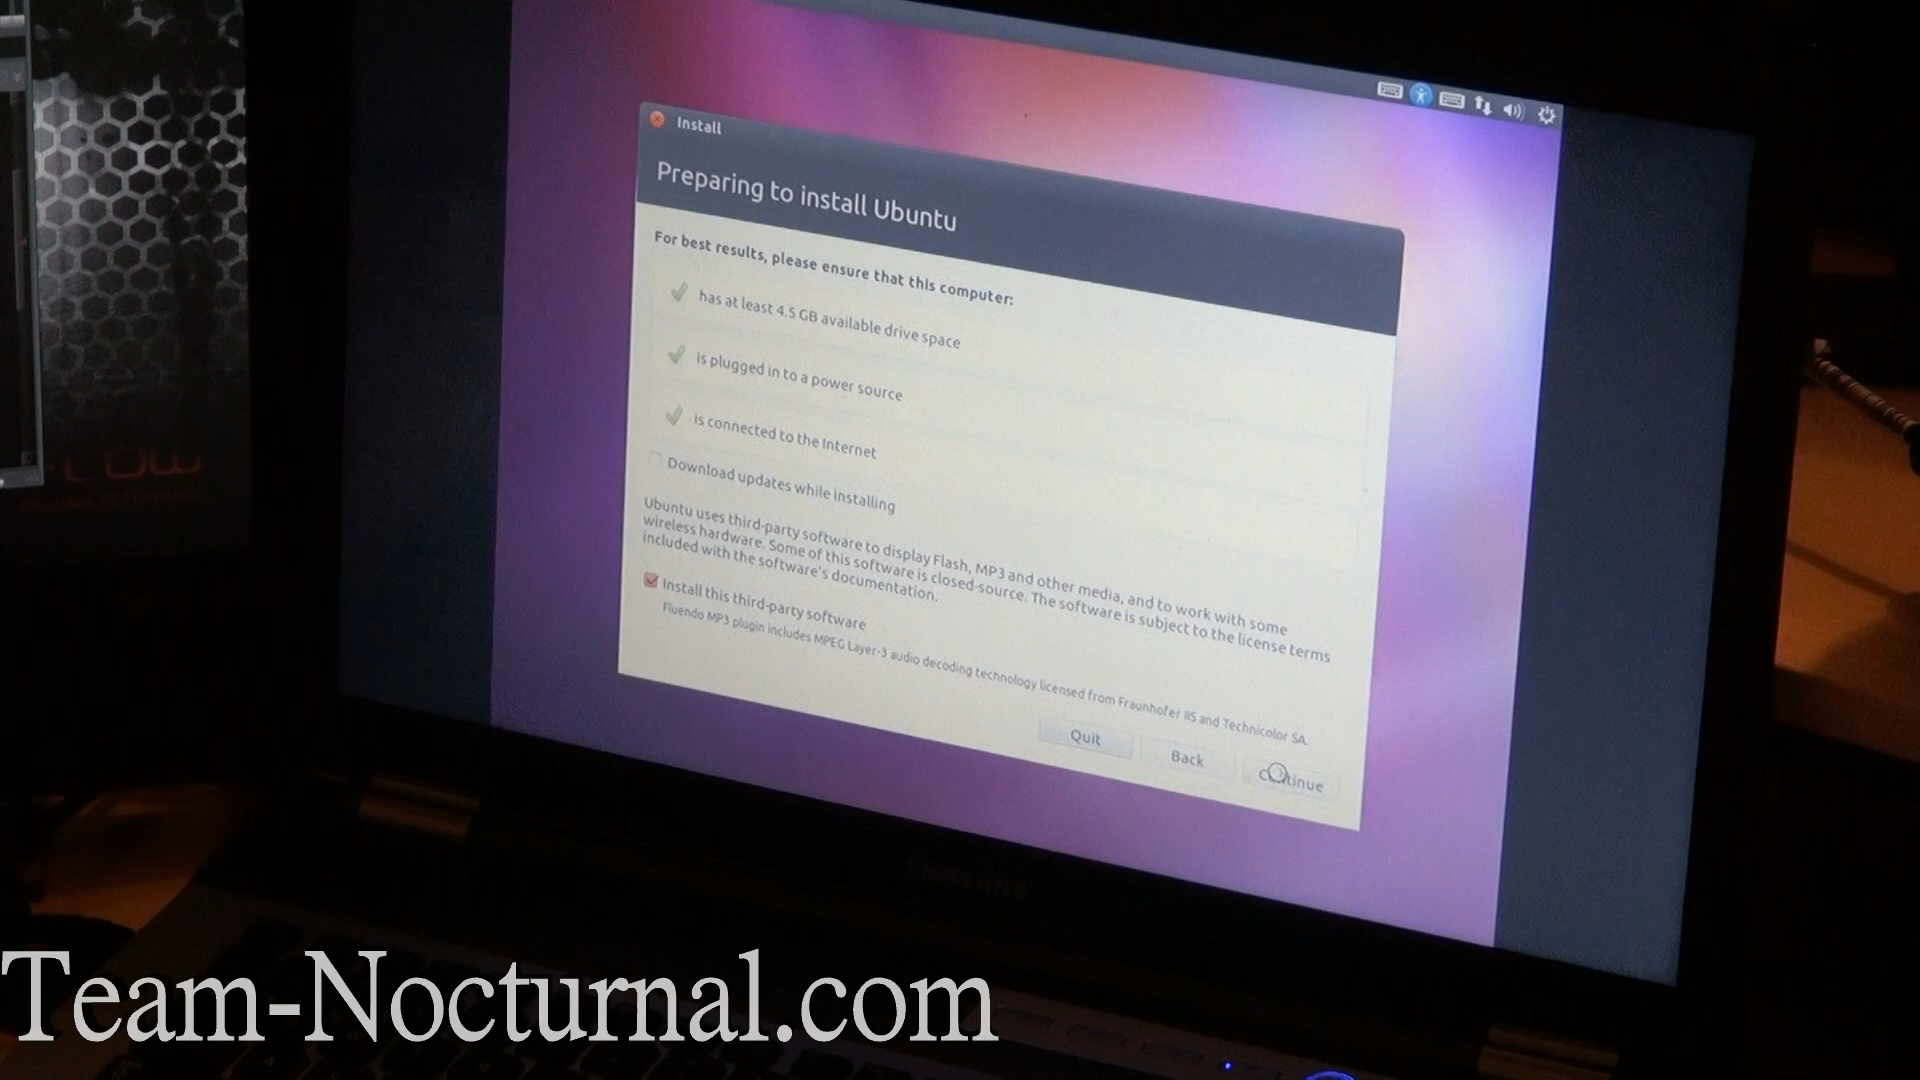 Install
Preparing to install Ubuntu
For best results, please ensure that this computer:
has at least 4.5 GB available drive space
is plugged in to a power source
is connected to the Internet
Download updates while installing
Ubuntu uses third-party software to display Flash, MP3 and other media, and to work with some
wireless hardware. Some of this software is closed-source. The software is subject to the license terms
included with the software's documentation.
Install this third-party software
Fluendo MP3 plugin includes MPEG Layer-3 audio decoding technology licensed from Fraunhofer IIS and Technicolor SA.
Quit
Back
Continue
SAMSUNG
Team-Nocturnal.com